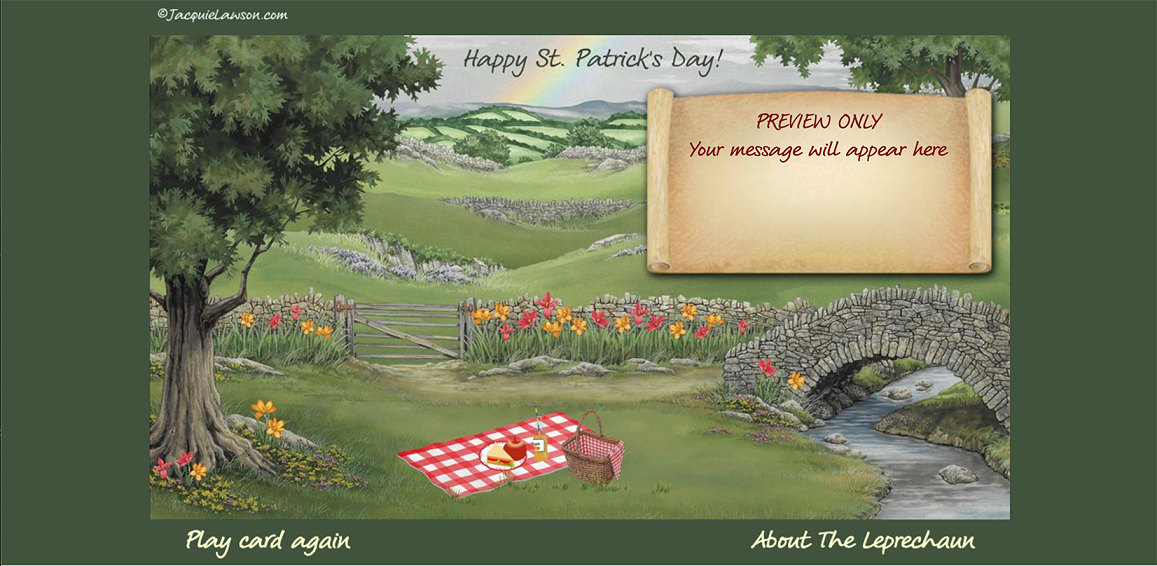 ©JacquieLawson.com
Happy St. Patrick's Day!
PREVIEW ONLY
Your message will appear here
Play card again
About The Leprechaun